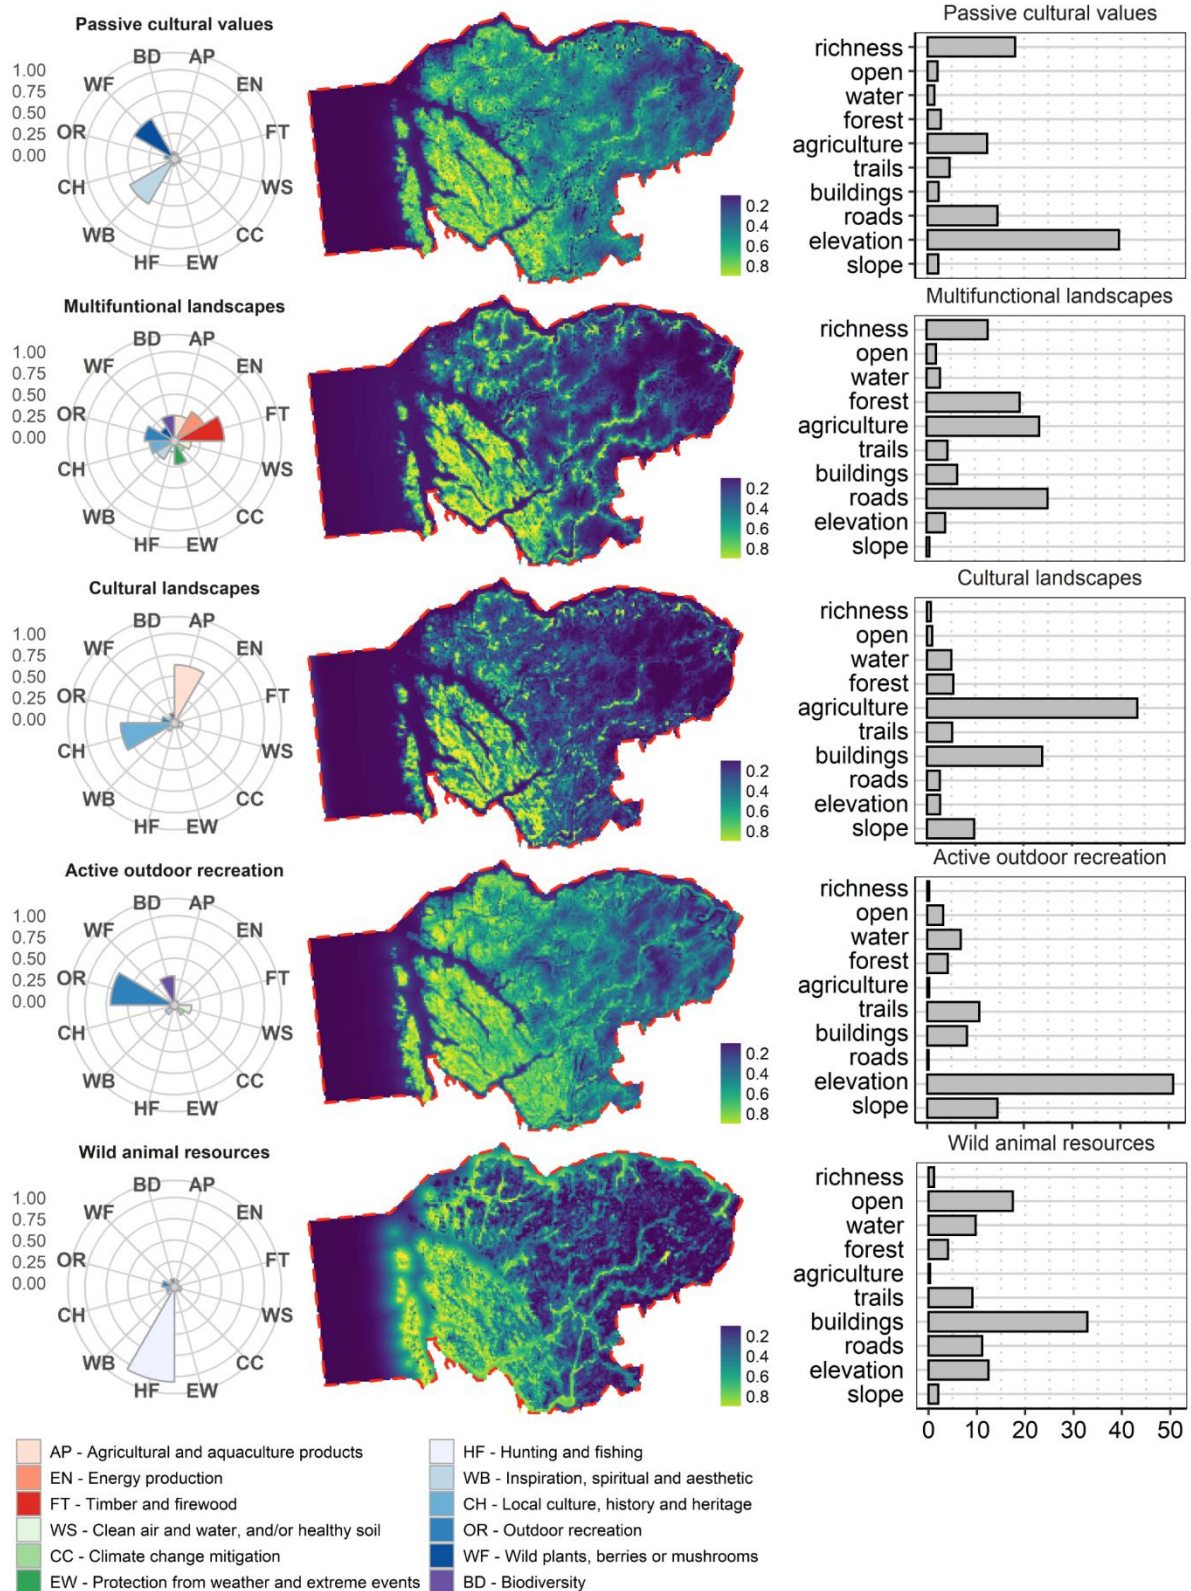 Passive cultural values
1.00
0.75
0.50
0.25
0.00
BD AP
WF EN
OR FT
CH WS
WB CC
HF EW
0.2
0.4
0.6
0.8
Passive cultural values
richness
open
water
forest
agriculture
trails
buildings
roads
elevation
slope
Multifuntional landscapes
1.00
0.75
0.50
0.25
0.00
BD AP
WF EN
OR FT
CH WS
WB CC
HF EW
0.2
0.4
0.6
0.8
Multifunctional landscapes
richness
open
water
forest
agriculture
trails
buildings
roads
elevation
slope
Cultural landscapes
1.00
0.75
0.50
0.25
0.00
BD AP
WF EN
OR FT
CH WS
WB CC
HF EW
0.2
0.4
0.6
0.8
Cultural landscapes
richness
open
water
forest
agriculture
trails
buildings
roads
elevation
slope
Active outdoor recreation
1.00
0.75
0.50
0.25
0.00
BD AP
WF EN
OR FT
CH WS
WB CC
HF EW
0.2
0.4
0.6
0.8
Active outdoor recreation
richness
open
water
forest
agriculture
trails
buildings
roads
elevation
slope
Wild animal resources
1.00
0.75
0.50
0.25
0.00
BD AP
WF EN
OR FT
CH WS
WB CC
HF EW
0.2
0.4
0.6
0.8
Wild animal resources
richness
open
water
forest
agriculture
trails
buildings
roads
elevation
slope
0 10 20 30 40 50
AP - Agricultural and aquaculture products
EN - Energy production
FT - Timber and firewood
WS - Clean air and water, and/or healthy soil
CC - Climate change mitigation
EW - Protection from weather and extreme events
HF - Hunting and fishing
WB - Inspiration, spiritual and aesthetic
CH - Local culture, history and heritage
OR - Outdoor recreation
WF - Wild plants, berries or mushrooms
BD - Biodiversity